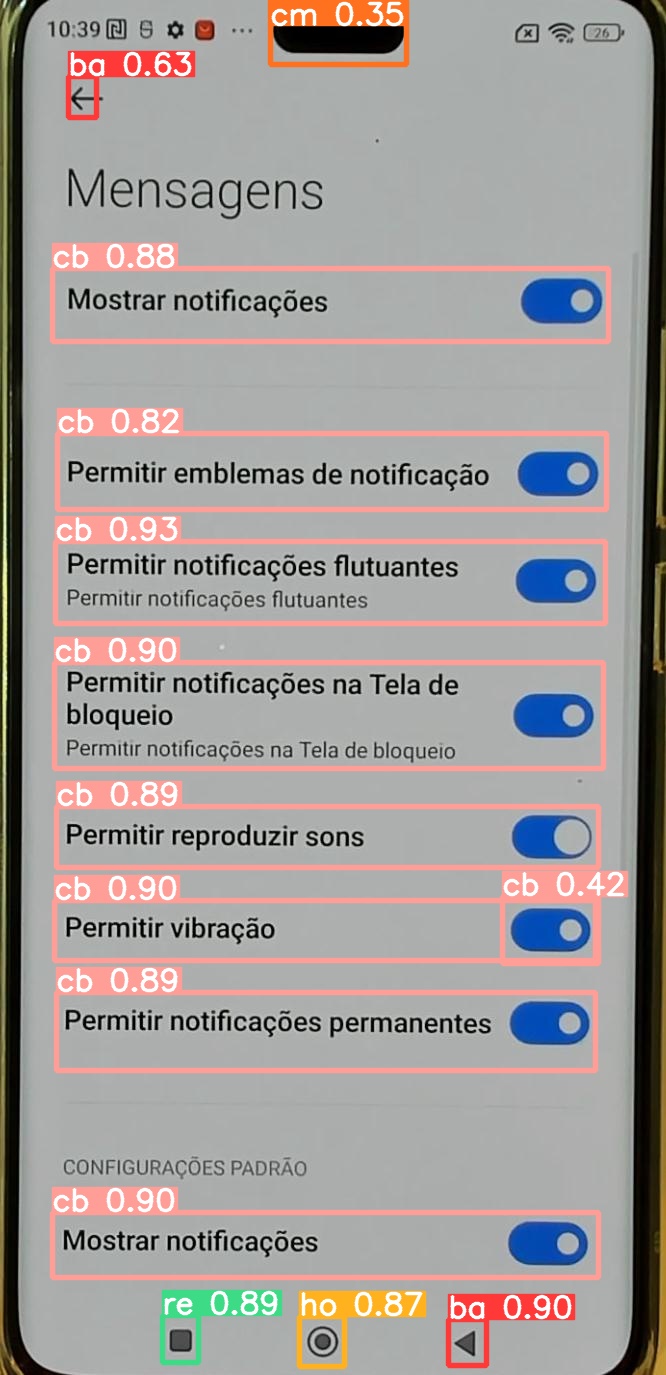 cm 0.35
10:39 ... 26
ba 0.63
Mensagens
cb 0.88
Mostrar notificações
cb 0.82
Permitir emblemas de notificação
cb 0.93
Permitir notificações flutuantes
Permitir notificações flutuantes
cb 0.90
Permitir notificações na Tela de
bloqueio
Permitir notificações na Tela de bloqueio
cb 0.89
Permitir reproduzir sons
cb 0.90 cb 0.42
Permitir vibração
cb 0.89
Permitir notificações permanentes
CONFIGURAÇÕES PADRÃO
cb 0.90
Mostrar notificações
re 0.89 ho 0.87 ba 0.90